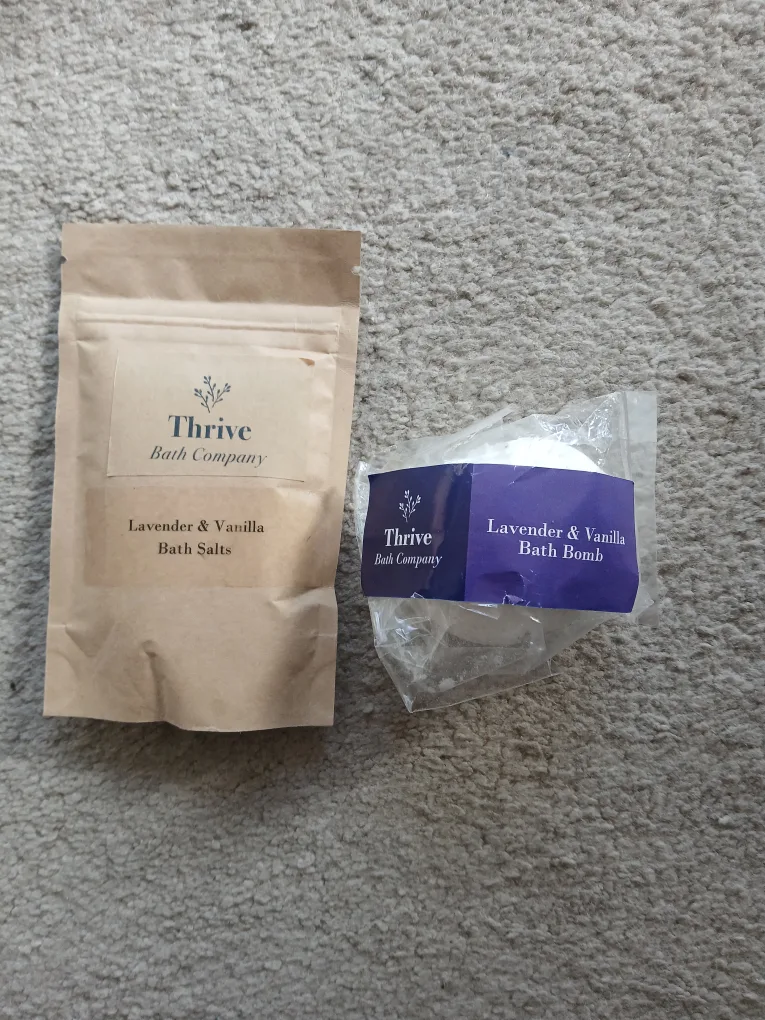 Thrive
Bath Company
Lavender & Vanilla
Bath Salts
Thrive
Bath Company
Lavender & Vanilla
Bath Bomb